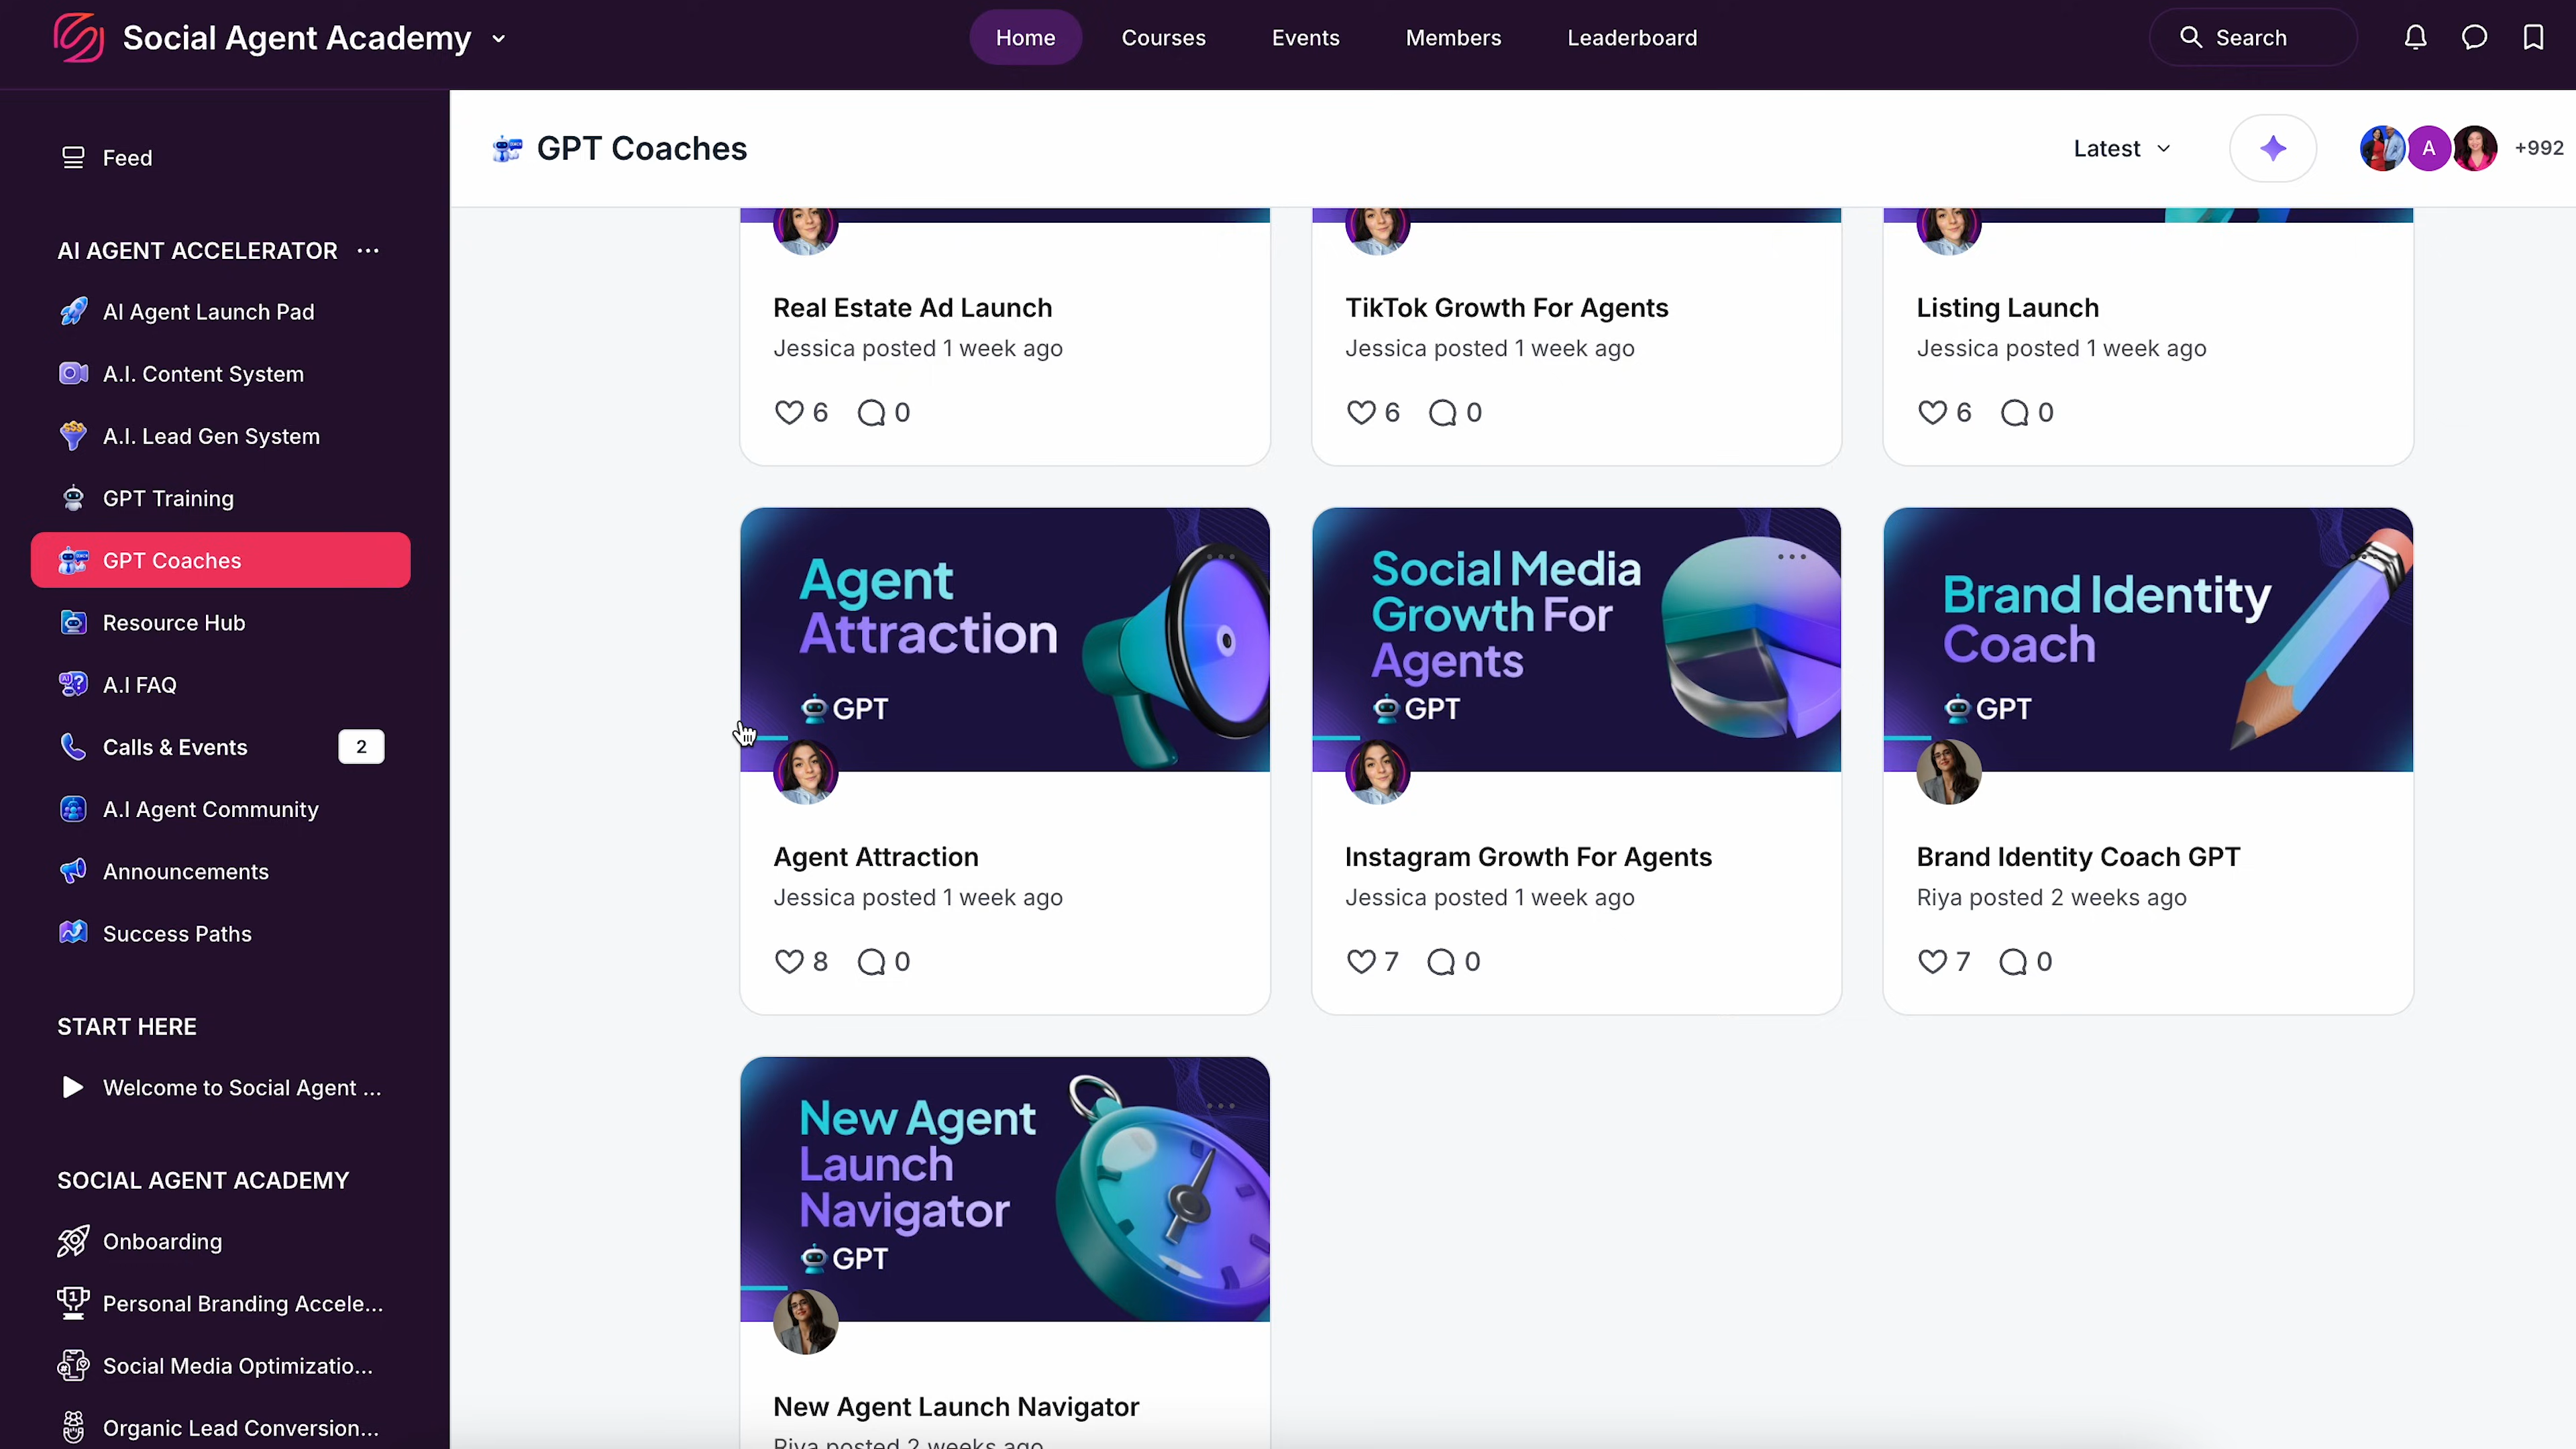 Social Agent Academy
Home
Courses
Events
Members
Leaderboard
Search
Feed
AI AGENT ACCELERATOR
AI Agent Launch Pad
A.I. Content System
A.I. Lead Gen System
GPT Training
GPT Coaches
Resource Hub
A.I FAQ
Calls & Events
2
A.I Agent Community
Announcements
Success Paths
START HERE
Welcome to Social Agent ...
SOCIAL AGENT ACADEMY
Onboarding
Personal Branding Accele...
Social Media Optimizatio...
Organic Lead Conversion...
GPT Coaches
Latest
A
+992
Real Estate Ad Launch
Jessica posted 1 week ago
6
0
TikTok Growth For Agents
Jessica posted 1 week ago
6
0
Listing Launch
Jessica posted 1 week ago
6
0
Agent
Attraction
GPT
Agent Attraction
Jessica posted 1 week ago
8
0
Social Media
Growth For
Agents
GPT
Instagram Growth For Agents
Jessica posted 1 week ago
7
0
Brand Identity
Coach
GPT
Brand Identity Coach GPT
Riya posted 2 weeks ago
7
0
New Agent
Launch
Navigator
GPT
New Agent Launch Navigator
Riya posted 2 weeks ago